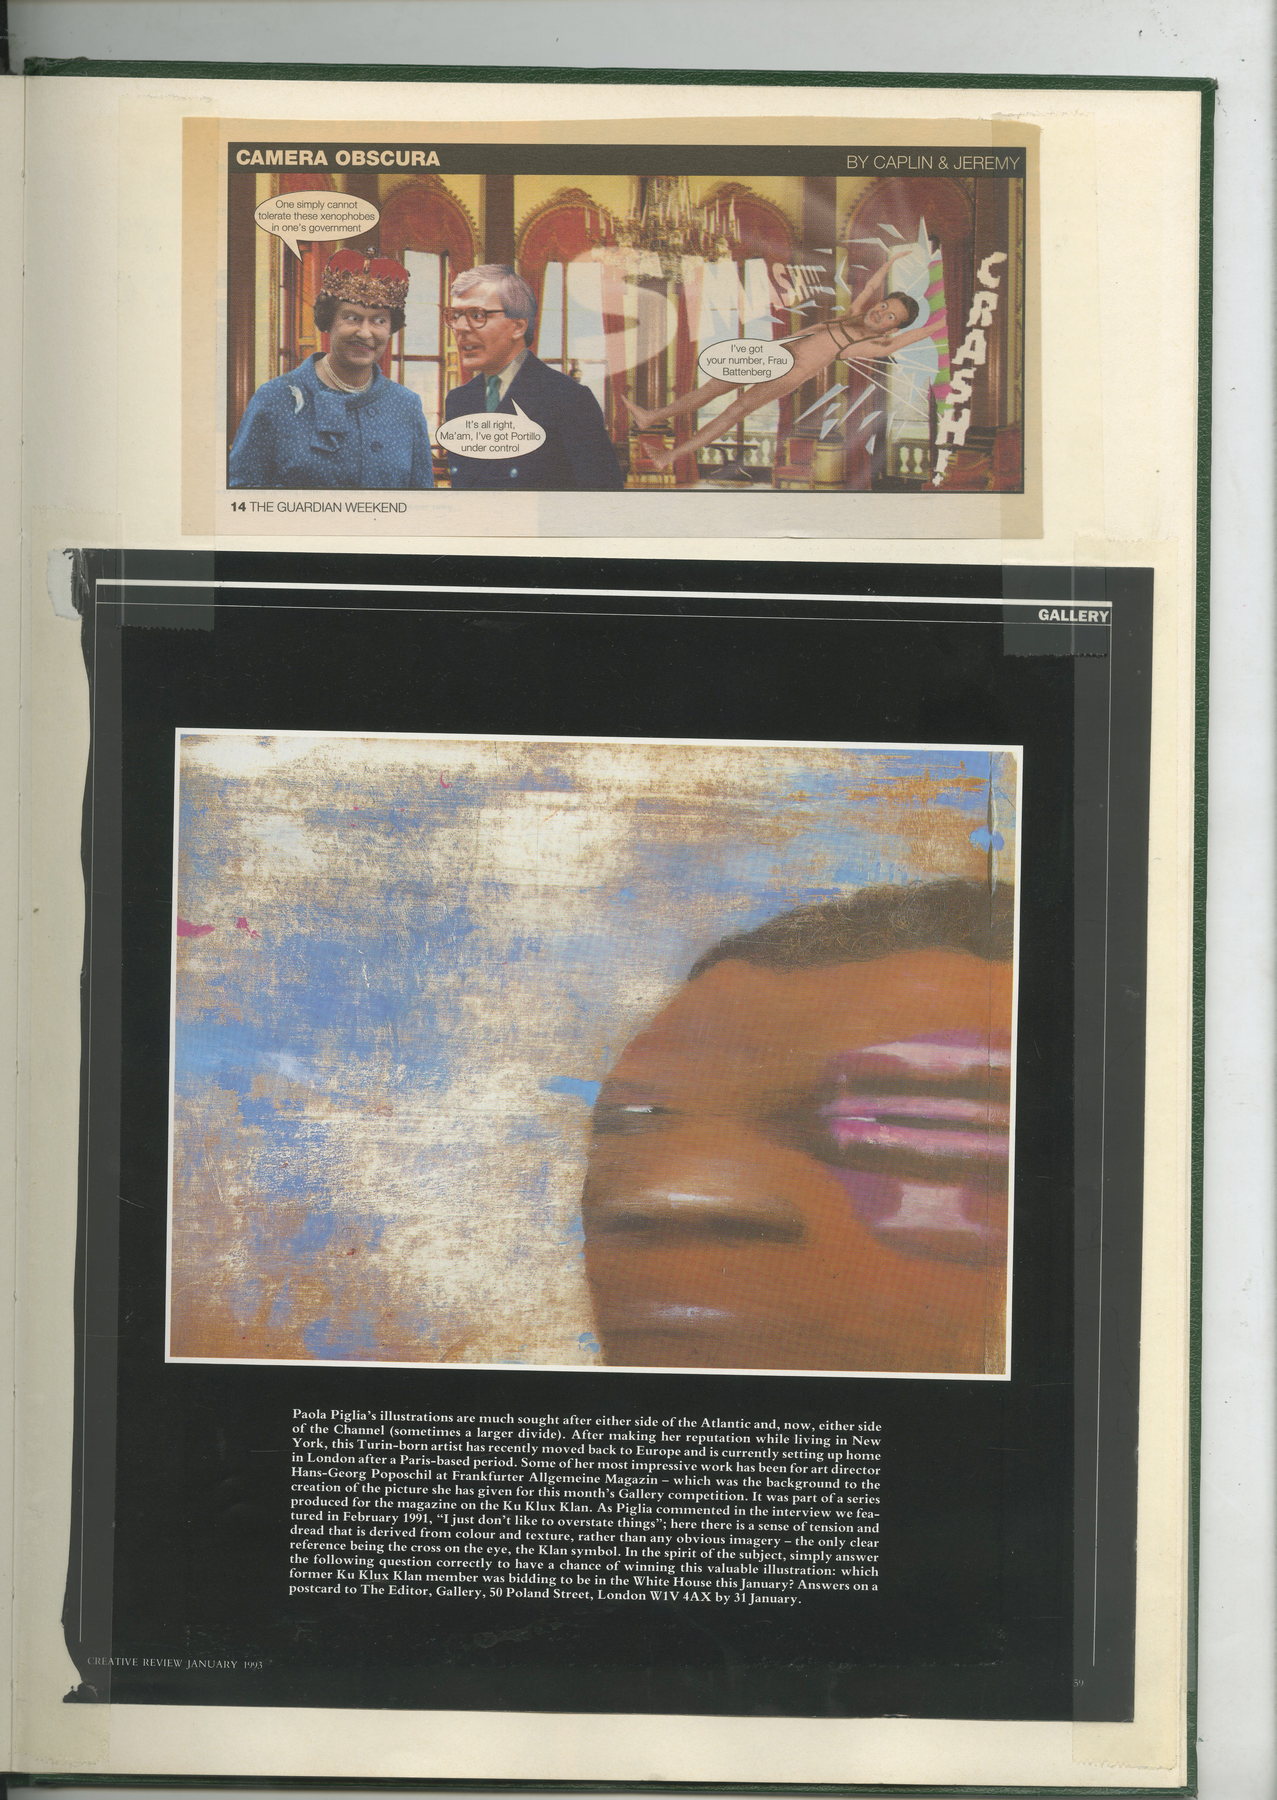 CAMERA OBSCURA
BY CAPLIN & JEREMY
One simply cannot
tolerate these xenophobes
in one's government
It's all right,
Ma'am, I've got Portillo
under control
SMASH!!!
I've got
your number, Frau
Battenberg
CRASH!
14 THE GUARDIAN WEEKEND
GALLERY
Paola Piglia's illustrations are much sought after either side of the Atlantic and, now, either side
of the Channel (sometimes a larger divide). After making her reputation while living in New
York, this Turin-born artist has recently moved back to Europe and is currently setting up home
in London after a Paris-based period. Some of her most impressive work has been for art director
Hans-Georg Poposchil at Frankfurter Allgemeine Magazin – which was the background to the
creation of the picture she has given for this month's Gallery competition. It was part of a series
produced for the magazine on the Ku Klux Klan. As Piglia commented in the interview we fea-
tured in February 1991, “I just don't like to overstate things”; here there is a sense of tension and
dread that is derived from colour and texture, rather than any obvious imagery – the only clear
reference being the cross on the eye, the Klan symbol. In the spirit of the subject, simply answer
the following question correctly to have a chance of winning this valuable illustration: which
former Ku Klux Klan member was bidding to be in the White House this January? Answers on a
postcard to The Editor, Gallery, 50 Poland Street, London W1V 4AX by 31 January.
CREATIVE REVIEW JANUARY 1993
59